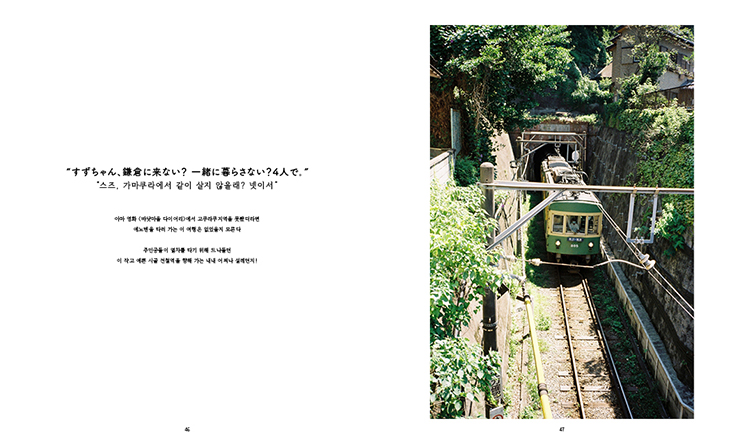 “すずちゃん、鎌倉に来ない? 一緒に暮らさない?4人で。”
“스즈, 가마쿠라에서 같이 살지 않을래? 넷이서”
아마 영화 〈바닷마을 다이어리〉에서 고쿠라쿠지역을 못 봤더라면
에노덴을 타러 가는 이 여행은 없었을지 모른다
주인공들이 열차를 타기 위해 드나들던
이 작고 예쁜 시골 전철역을 향해 가는 내내 어찌나 설레던지!
46
47